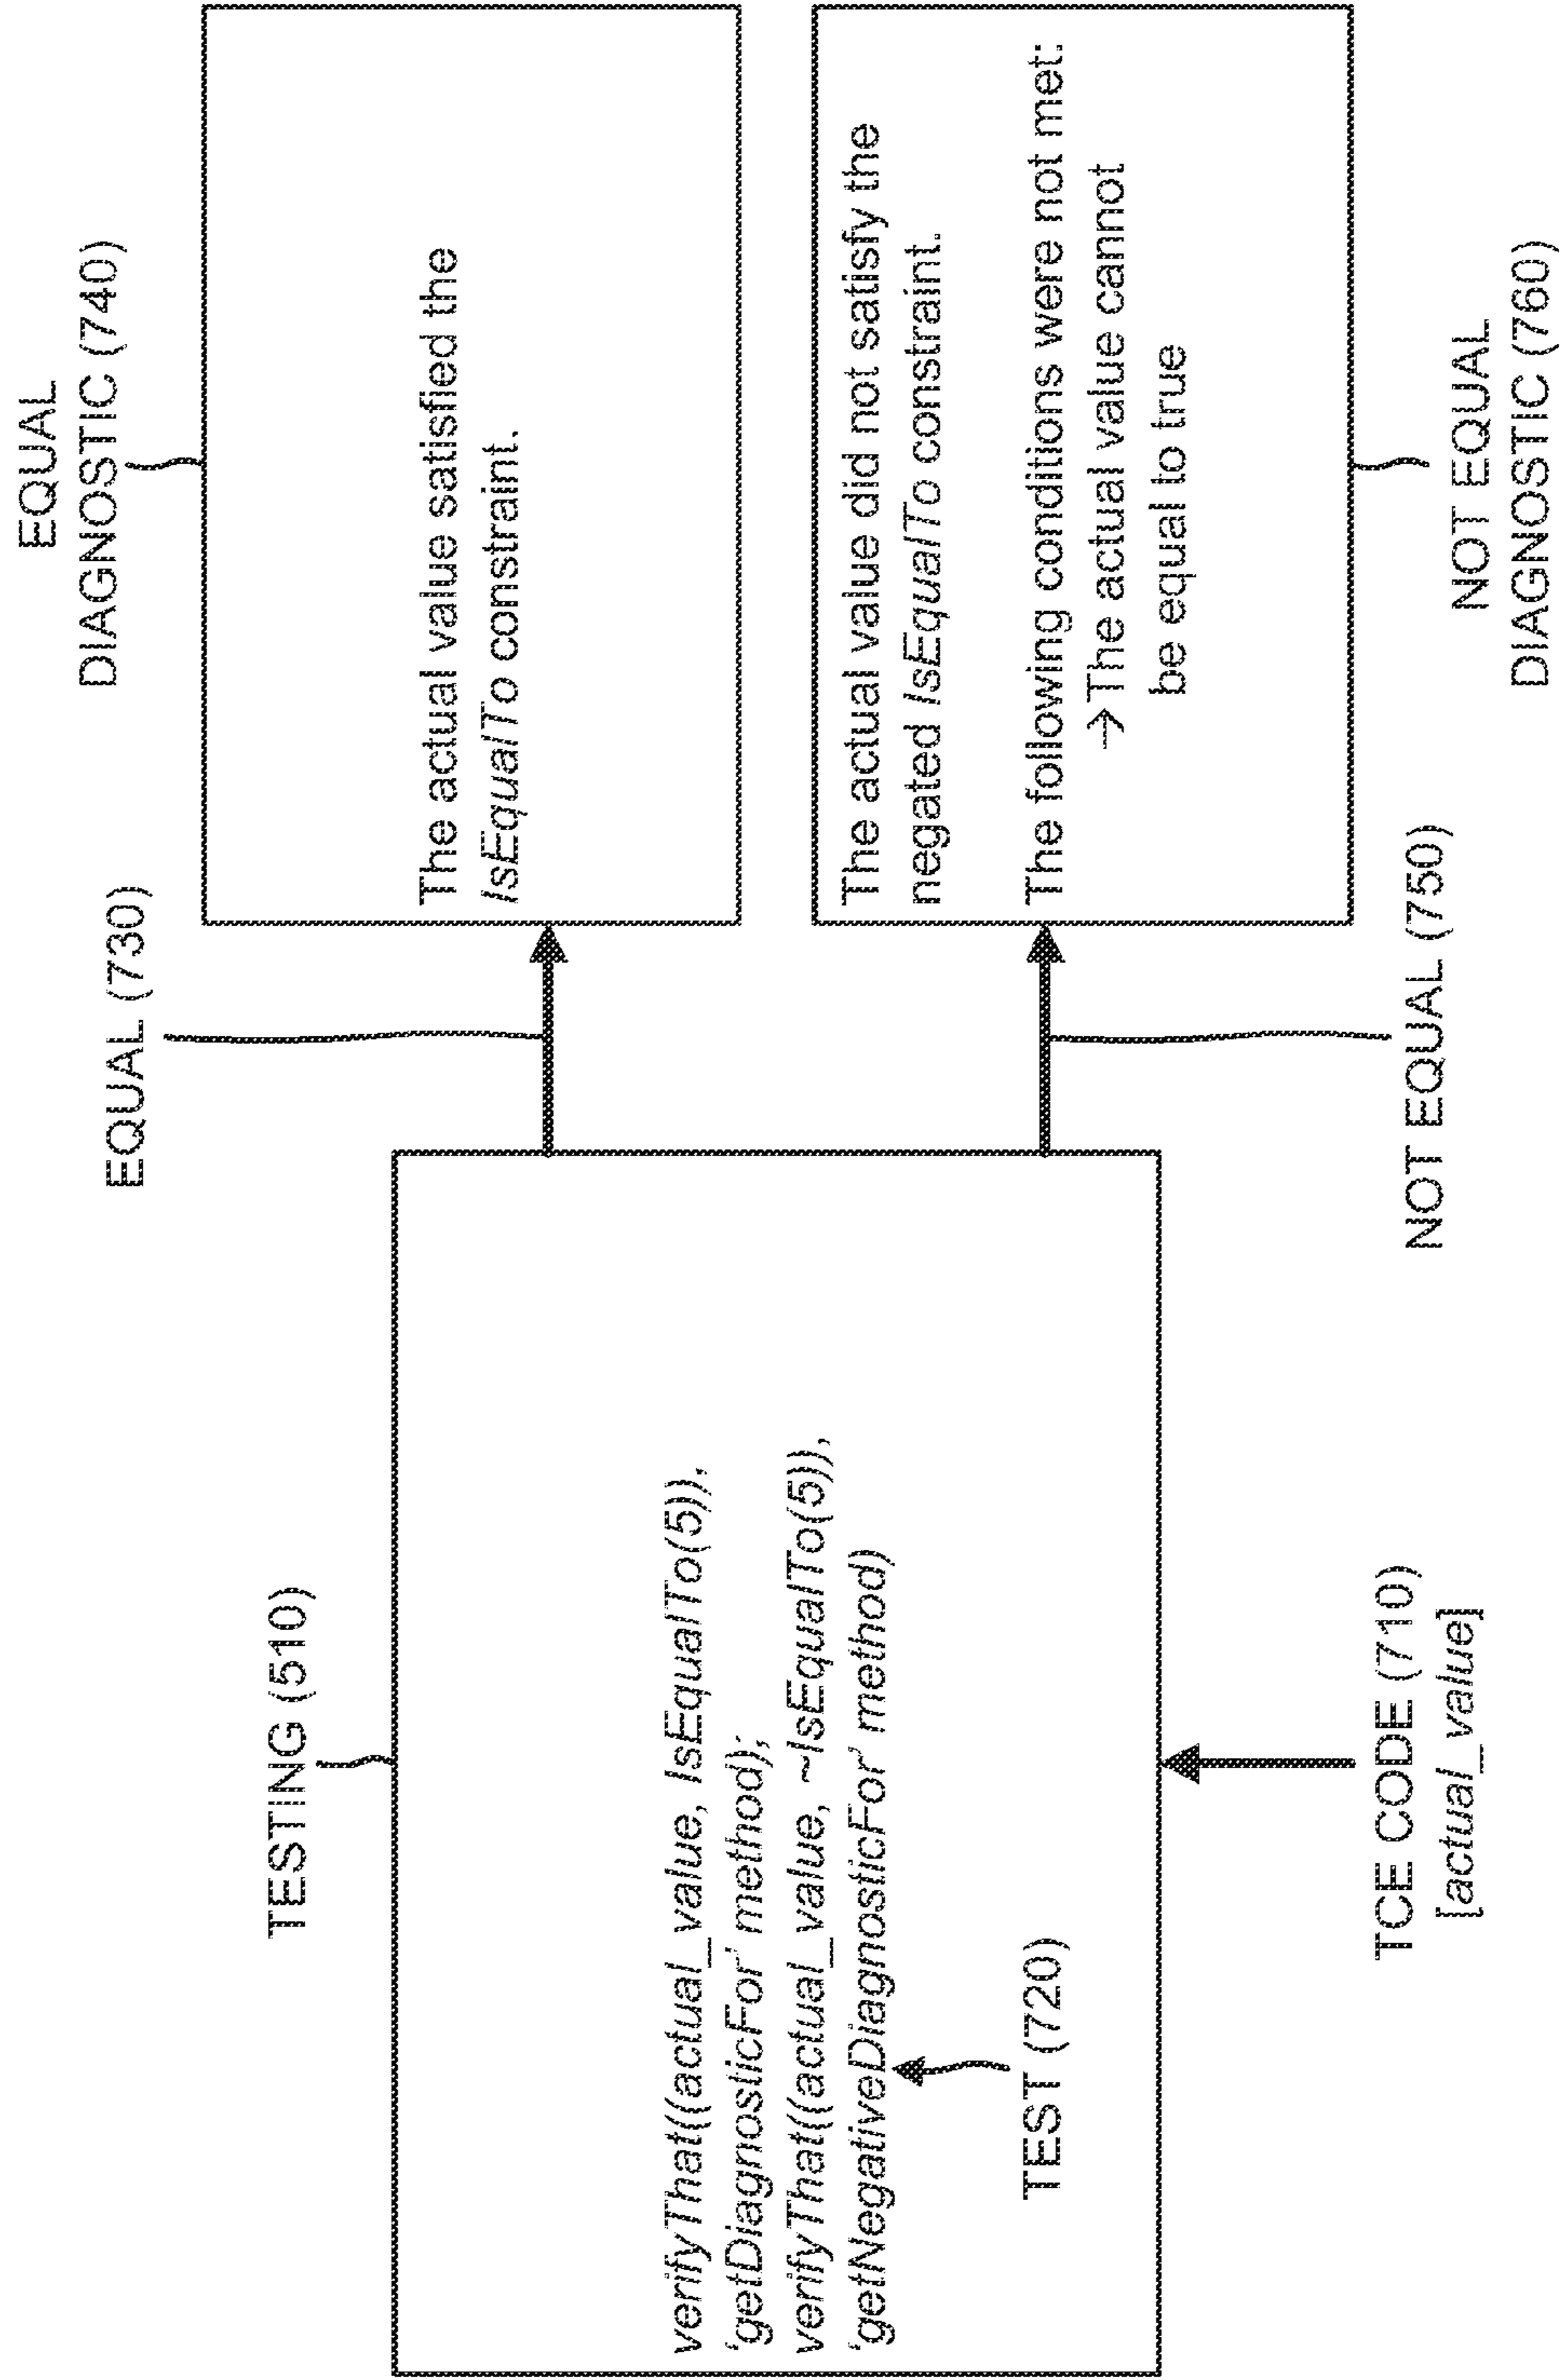 TESTING (510)
verifyThat((actual_value, IsEqualTo(5)),
'getDiagnosticFor' method);
verifyThat((actual_value, ~IsEqualTo(5)),
'getNegativeDiagnosticFor' method)
TEST (720)
TCE CODE (710)
[actual_value]
EQUAL (730)
NOT EQUAL (750)
EQUAL
DIAGNOSTIC (740)
The actual value satisfied the
IsEqualTo constraint.
The actual value did not satisfy the
negated IsEqualTo constraint.
The following conditions were not met:
→The actual value cannot
be equal to true
NOT EQUAL
DIAGNOSTIC (760)